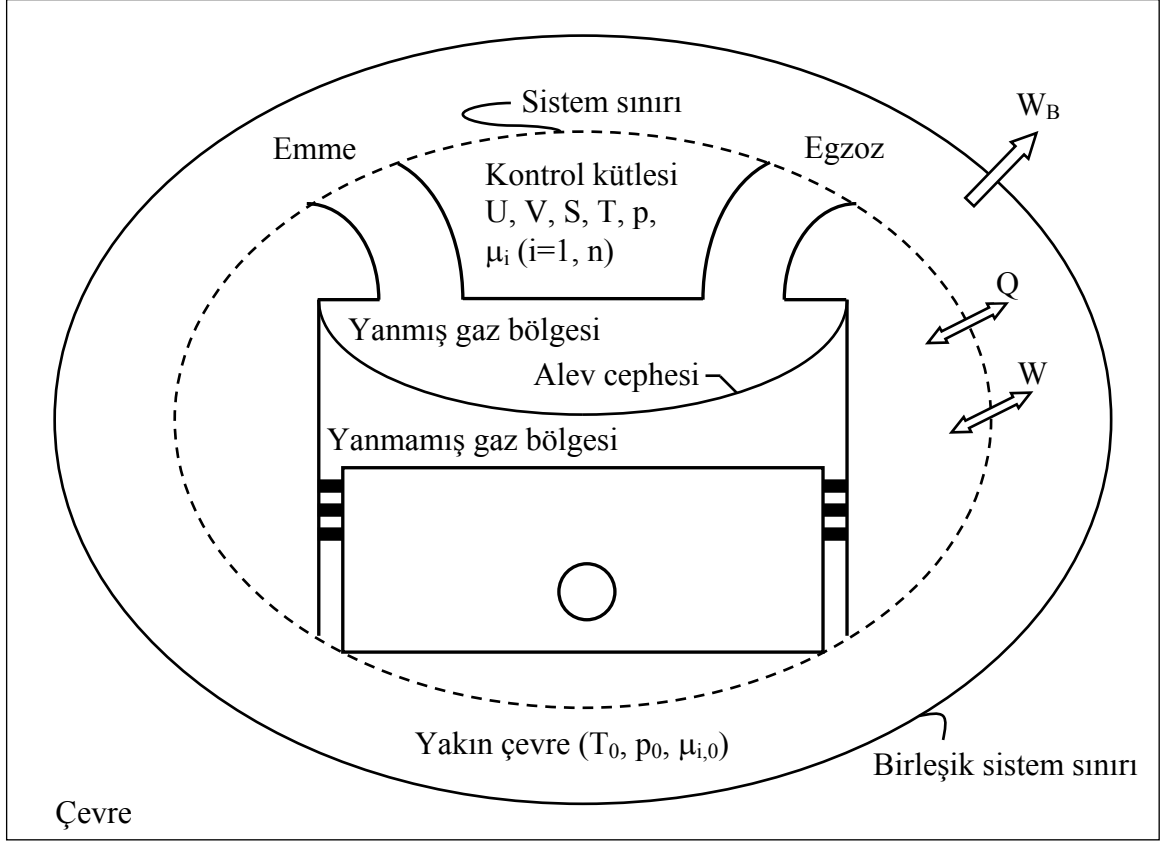 Sistem sınırı
W_B
Emme
Egzoz
Kontrol kütlesi
U, V, S, T, p,
μ_i (i=1, n)
Q
Yanmış gaz bölgesi
Alev cephesi
W
Yanmamış gaz bölgesi
Yakın çevre (T_0, p_0, μ_i,0)
Birleşik sistem sınırı
Çevre